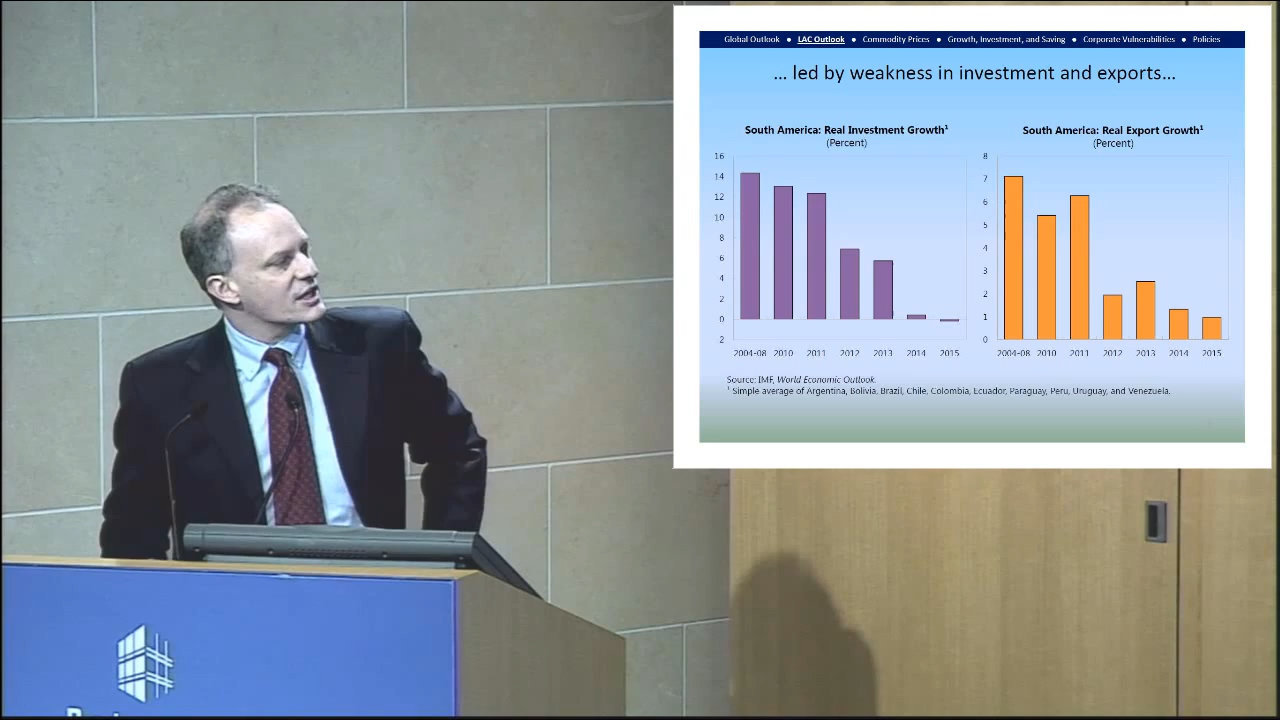 Global Outlook ● LAC Outlook ● Commodity Prices ● Growth, Investment, and Saving ● Corporate Vulnerabilities ● Policies
... led by weakness in investment and exports...
South America: Real Investment Growth¹
(Percent)
16
14
12
10
8
6
4
2
0
2
2004-08 2010 2011 2012 2013 2014 2015
South America: Real Export Growth¹
(Percent)
8
7
6
5
4
3
2
1
0
2004-08 2010 2011 2012 2013 2014 2015
Source: IMF, World Economic Outlook.
¹ Simple average of Argentina, Bolivia, Brazil, Chile, Colombia, Ecuador, Paraguay, Peru, Uruguay, and Venezuela.